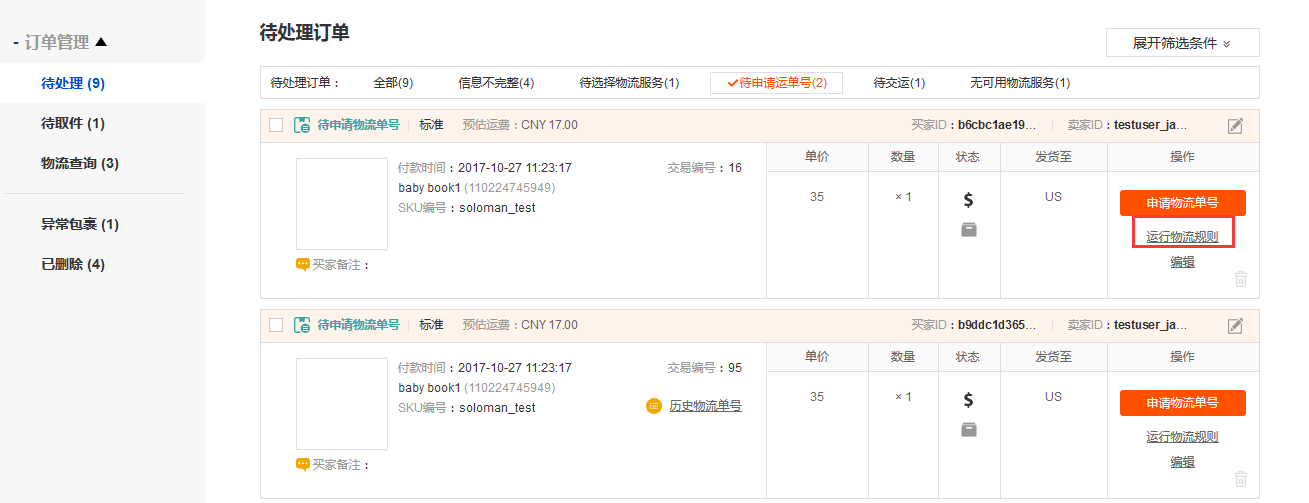 - 订单管理
待处理 (9)
待取件 (1)
物流查询 (3)
异常包裹 (1)
已删除 (4)
待处理订单
展开筛选条件
待处理订单： 全部(9) 信息不完整(4) 待选择物流服务(1) 待申请运单号(2) 待交运(1) 无可用物流服务(1)
待申请物流单号 标准 预估运费：CNY 17.00 买家ID：b6cbc1ae19... 卖家ID：testuser_ja...
单价 数量 状态 发货至 操作
付款时间：2017-10-27 11:23:17 交易编号：16
baby book1 (110224745949)
SKU编号：soloman_test
35 × 1 $ US 申请物流单号
运行物流规则
编辑
买家备注：
待申请物流单号 标准 预估运费：CNY 17.00 买家ID：b9ddc1d365... 卖家ID：testuser_ja...
单价 数量 状态 发货至 操作
付款时间：2017-10-27 11:23:17 交易编号：95
baby book1 (110224745949)
SKU编号：soloman_test 历史物流单号
35 × 1 $ US 申请物流单号
运行物流规则
编辑
买家备注：